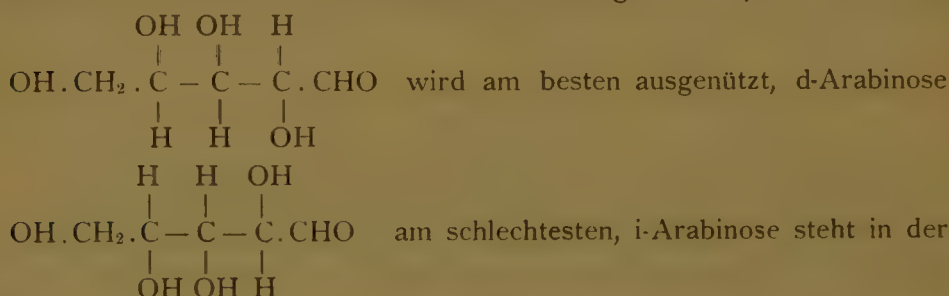 OH OH H
| | |
OH.CH₂.C – C – C.CHO wird am besten ausgenützt, d-Arabinose
| | |
H H OH
H H OH
| | |
OH.CH₂.C – C – C.CHO am schlechtesten, i-Arabinose steht in der
| | |
OH OH H